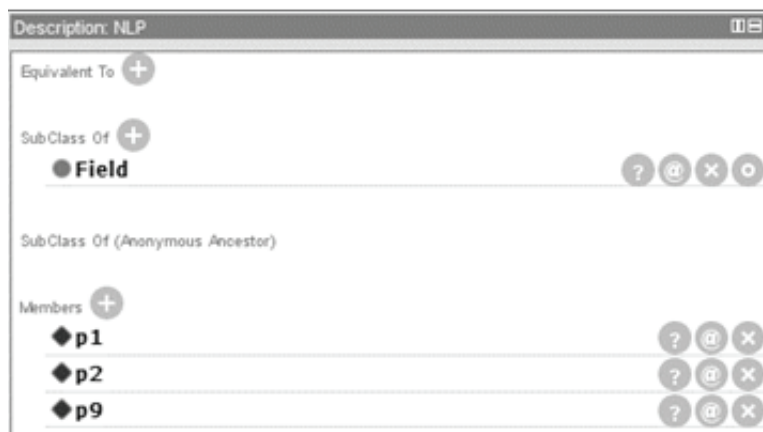 Description: NLP
Equivalent To
SubClass Of
Field
SubClass Of (Anonymous Ancestor)
Members
p1
p2
p9